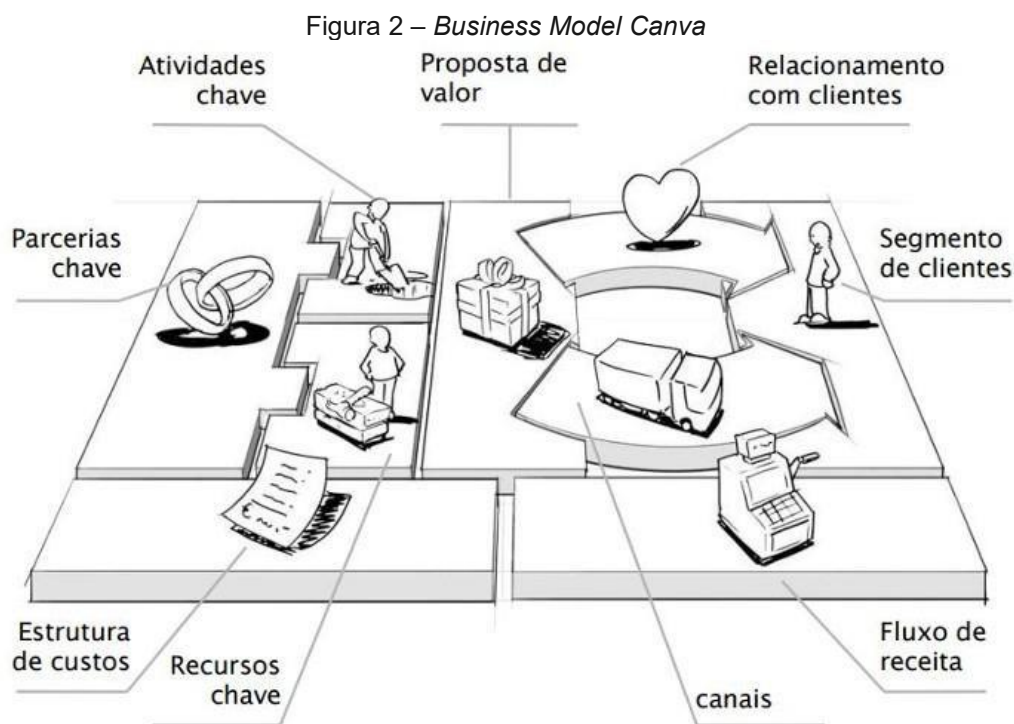 Figura 2 – Business Model Canva
Atividades
chave
Proposta de
valor
Relacionamento
com clientes
Parcerias
chave
Segmento
de clientes
Estrutura
de custos
Recursos
chave
canais
Fluxo de
receita